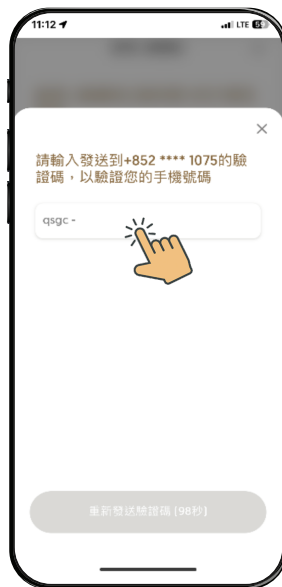 11:12
LTE 59
請輸入發送到+852 **** 1075的驗
證碼，以驗證您的手機號碼
qsgc -
重新發送驗證碼 (98秒)